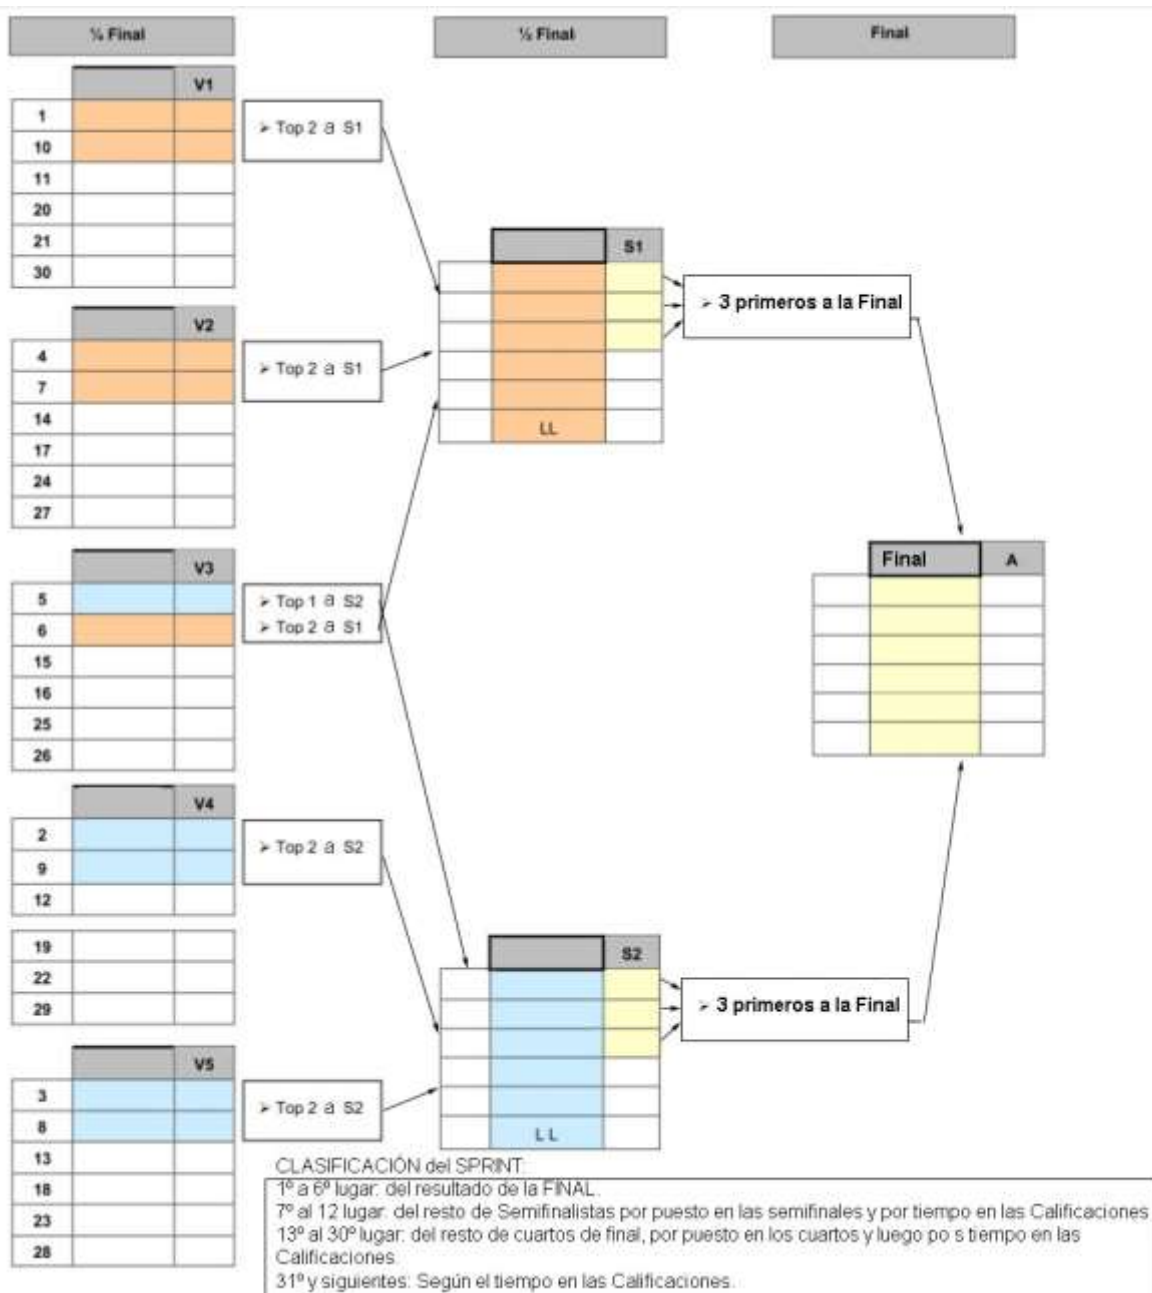 ¼ Final
½ Final
Final
V1
1
10
11
20
21
30
➢ Top 2 a S1
V2
4
7
14
17
24
27
➢ Top 2 a S1
V3
5
6
15
16
25
26
➢ Top 1 a S2
➢ Top 2 a S1
V4
2
9
12
19
22
29
➢ Top 2 a S2
V5
3
8
13
18
23
28
➢ Top 2 a S2
S1
LL
➢ 3 primeros a la Final
S2
L L
➢ 3 primeros a la Final
Final A
CLASIFICACIÓN del SPRINT:
1º a 6º lugar: del resultado de la FINAL.
7º al 12 lugar: del resto de Semifinalistas por puesto en las semifinales y por tiempo en las Calificaciones
13º al 30º lugar: del resto de cuartos de final, por puesto en los cuartos y luego po s tiempo en las
Calificaciones.
31º y siguientes: Según el tiempo en las Calificaciones.